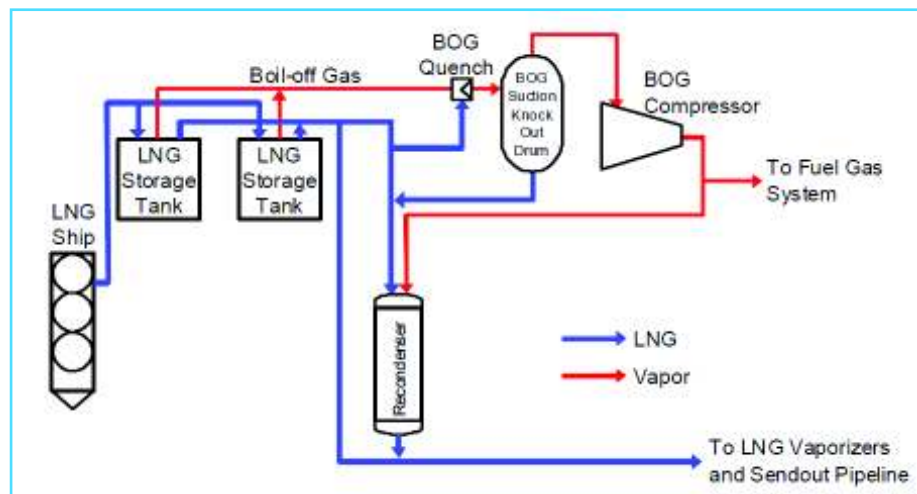 BOG
Quench
Boil-off Gas
BOG
Suction
Knock
Out
Drum
BOG
Compressor
LNG
Storage
Tank
LNG
Storage
Tank
To Fuel Gas
System
LNG
Ship
Recondenser
LNG
Vapor
To LNG Vaporizers
and Sendout Pipeline